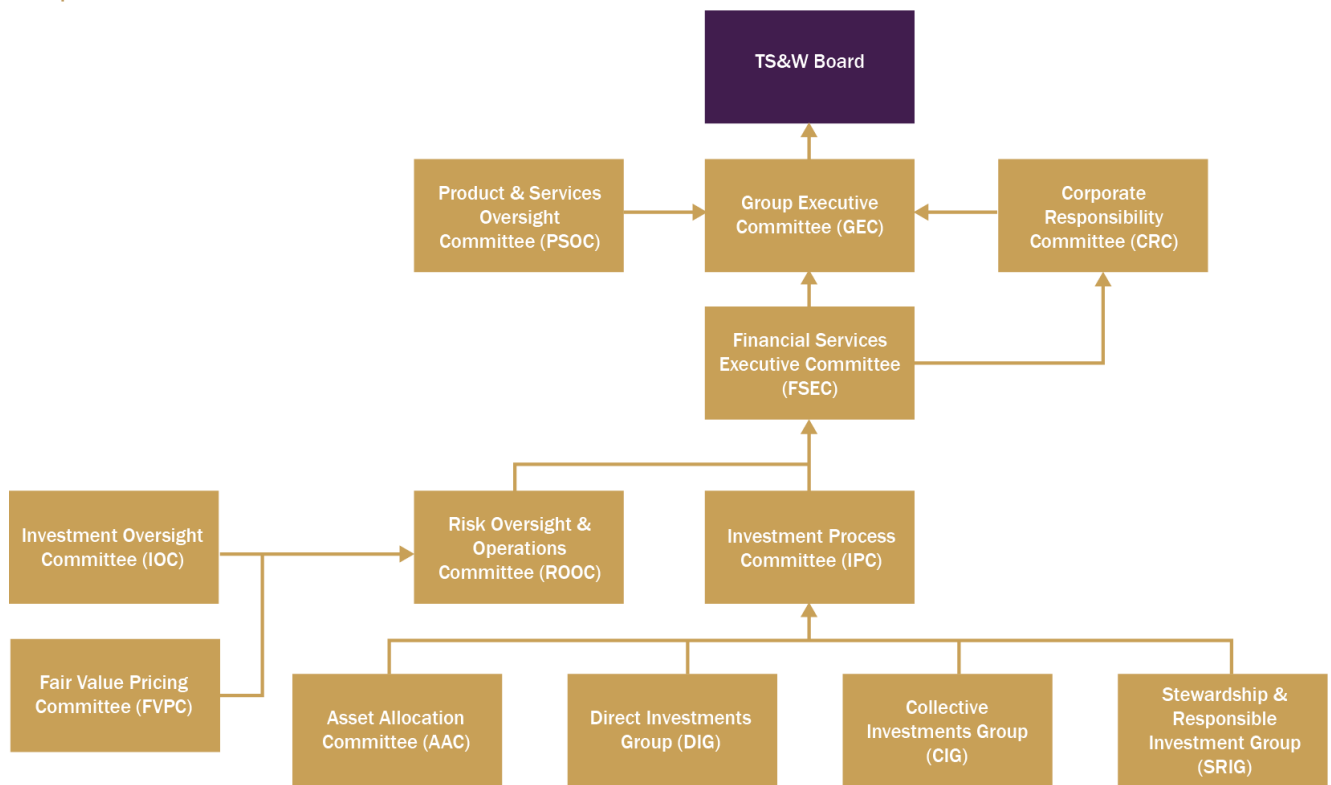 TS&W Board
Product & Services
Oversight
Committee (PSOC)
Group Executive
Committee (GEC)
Corporate
Responsibility
Committee (CRC)
Financial Services
Executive Committee
(FSEC)
Investment Oversight
Committee (IOC)
Risk Oversight &
Operations
Committee (ROOC)
Investment Process
Committee (IPC)
Fair Value Pricing
Committee (FVPC)
Asset Allocation
Committee (AAC)
Direct Investments
Group (DIG)
Collective
Investments Group
(CIG)
Stewardship &
Responsible
Investment Group
(SRIG)